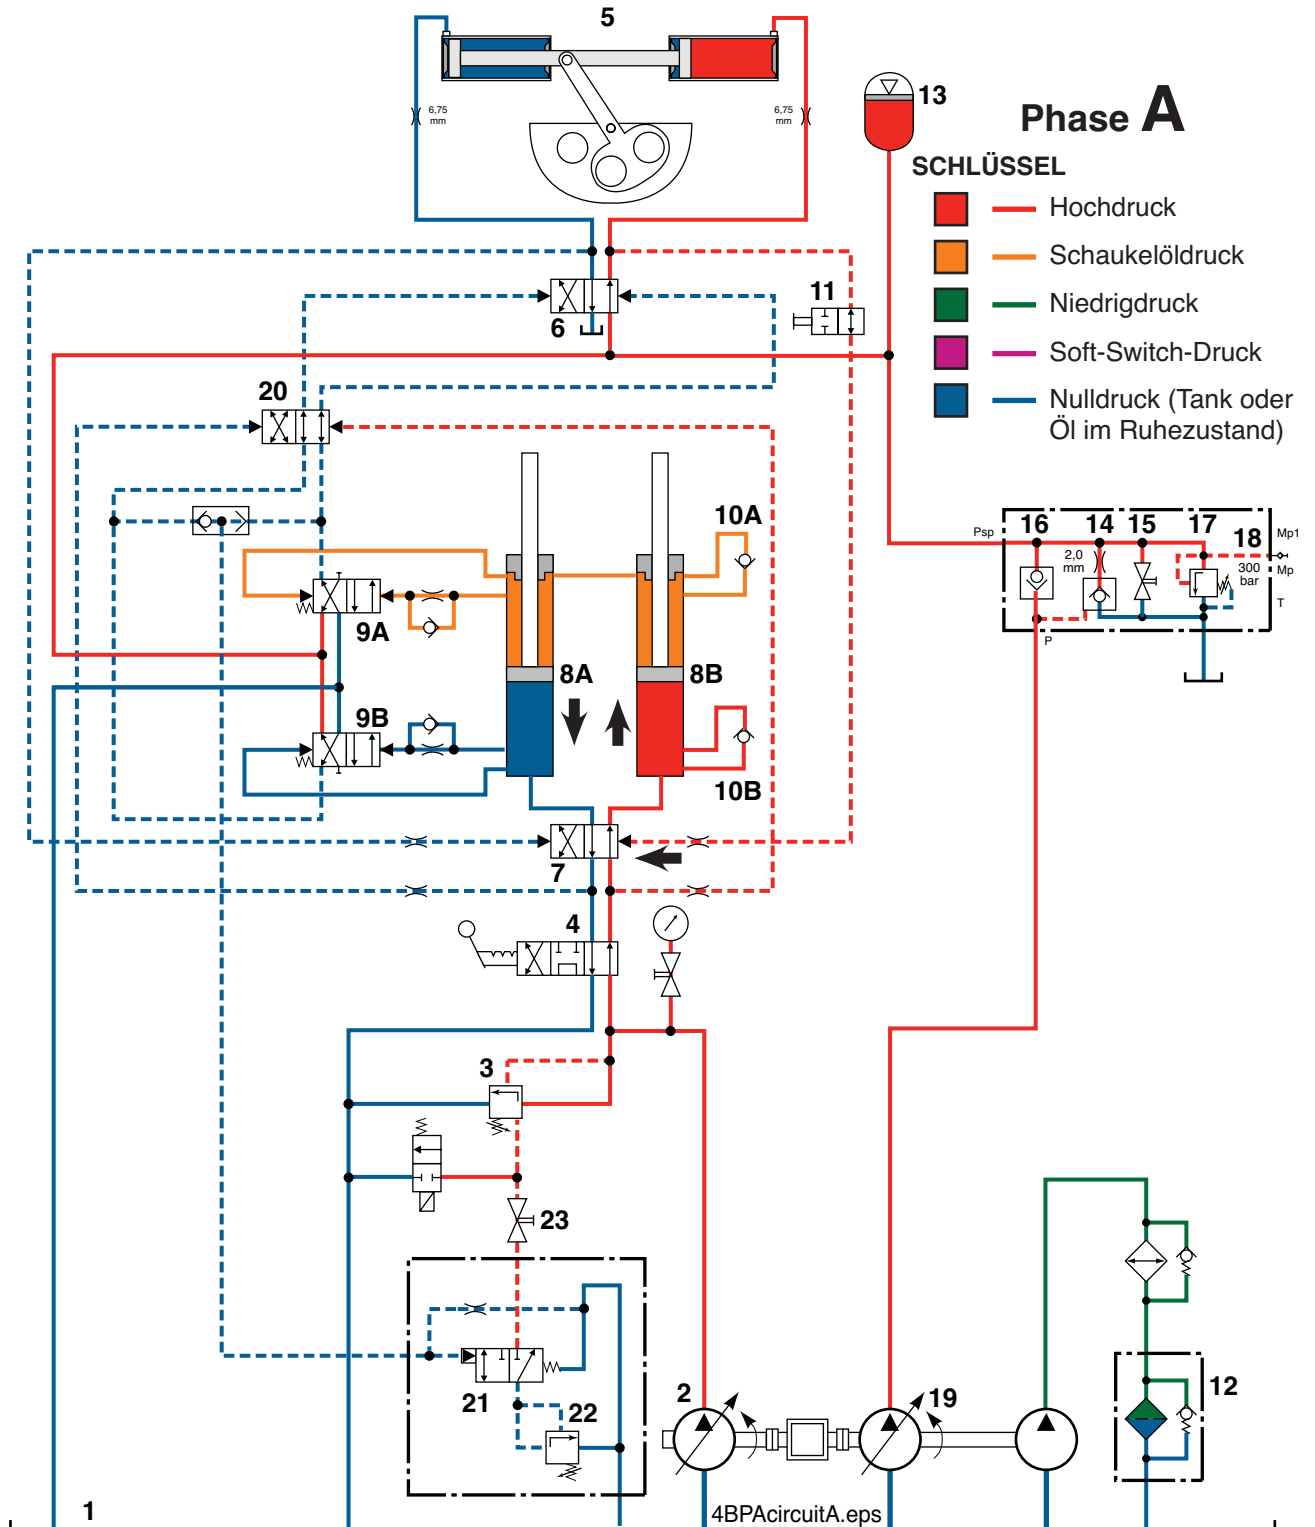 5
13
Phase A
SCHLÜSSEL
Hochdruck
Schaukelöldruck
Niedrigdruck
Soft-Switch-Druck
Nulldruck (Tank oder
Öl im Ruhezustand)
6,75
mm
6,75
mm
6
11
20
10A
9A
8A
8B
9B
10B
7
4
Psp
16
14
15
17
18
Mp1
2,0
mm
300
bar
Mp
T
P
3
23
21
22
2
19
12
1
4BPAcircuitA.eps